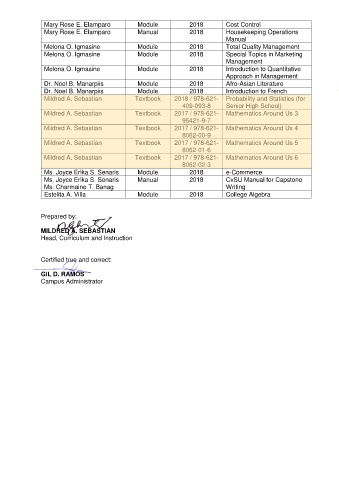 Mary Rose E. Elamparo Module 2018 Cost Control
Mary Rose E. Elamparo Manual 2018 Housekeeping Operations
Manual
Melona O. Igmasine Module 2018 Total Quality Management
Melona O. Igmasine Module 2018 Special Topics in Marketing
Management
Melona O. Igmasine Module 2018 Introduction to Quantitative
Approach in Management
Dr. Noel B. Manarpiis Module 2018 Afro-Asian Literature
Dr. Noel B. Manarpiis Module 2018 Introduction to French
Mildred A. Sebastian Textbook 2018 / 978-621- Probability and Statistics (for
409-093-8 Senior High School)
Mildred A. Sebastian Textbook 2017 / 978-621- Mathematics Around Us 3
95421-9-7
Mildred A. Sebastian Textbook 2017 / 978-621- Mathematics Around Us 4
8062-00-9
Mildred A. Sebastian Textbook 2017 / 978-621- Mathematics Around Us 5
8062-01-6
Mildred A. Sebastian Textbook 2017 / 978-621- Mathematics Around Us 6
8062-02-3
Ms. Joyce Erika S. Senaris Module 2018 e-Commerce
Ms. Joyce Erika S. Senaris Manual 2018 CvSU Manual for Capstone
Ms. Charmaine T. Banag Writing
Estelita A. Villa Module 2018 College Algebra
Prepared by:
MILDRED A. SEBASTIAN
Head, Curriculum and Instruction
Certified true and correct:
GIL D. RAMOS
Campus Administrator